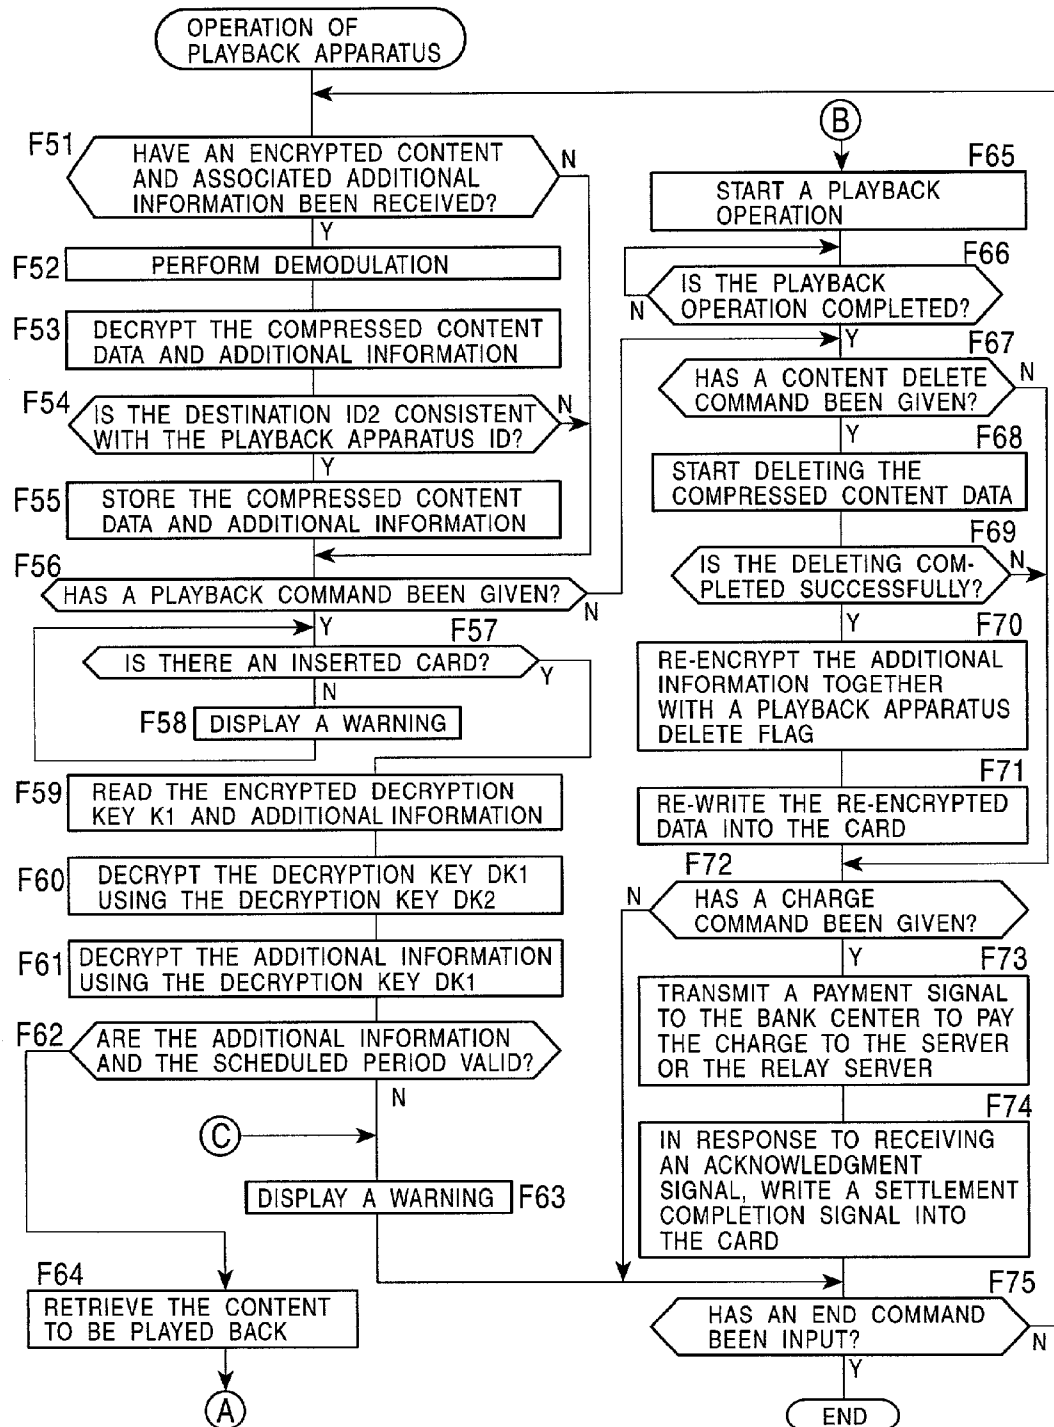 OPERATION OF
PLAYBACK APPARATUS
F51
HAVE AN ENCRYPTED CONTENT
AND ASSOCIATED ADDITIONAL
INFORMATION BEEN RECEIVED?
N
Y
F52
PERFORM DEMODULATION
F53
DECRYPT THE COMPRESSED CONTENT
DATA AND ADDITIONAL INFORMATION
F54
IS THE DESTINATION ID2 CONSISTENT
WITH THE PLAYBACK APPARATUS ID?
N
Y
F55
STORE THE COMPRESSED CONTENT
DATA AND ADDITIONAL INFORMATION
F56
HAS A PLAYBACK COMMAND BEEN GIVEN?
N
Y
F57
IS THERE AN INSERTED CARD?
Y
N
F58
DISPLAY A WARNING
F59
READ THE ENCRYPTED DECRYPTION
KEY K1 AND ADDITIONAL INFORMATION
F60
DECRYPT THE DECRYPTION KEY DK1
USING THE DECRYPTION KEY DK2
F61
DECRYPT THE ADDITIONAL INFORMATION
USING THE DECRYPTION KEY DK1
F62
ARE THE ADDITIONAL INFORMATION
AND THE SCHEDULED PERIOD VALID?
N
C
DISPLAY A WARNING
F63
F64
RETRIEVE THE CONTENT
TO BE PLAYED BACK
A
B
F65
START A PLAYBACK
OPERATION
F66
IS THE PLAYBACK
OPERATION COMPLETED?
N
Y
F67
HAS A CONTENT DELETE
COMMAND BEEN GIVEN?
N
Y
F68
START DELETING THE
COMPRESSED CONTENT DATA
F69
IS THE DELETING COM-
PLETED SUCCESSFULLY?
N
Y
F70
RE-ENCRYPT THE ADDITIONAL
INFORMATION TOGETHER
WITH A PLAYBACK APPARATUS
DELETE FLAG
F71
RE-WRITE THE RE-ENCRYPTED
DATA INTO THE CARD
F72
HAS A CHARGE
COMMAND BEEN GIVEN?
N
Y
F73
TRANSMIT A PAYMENT SIGNAL
TO THE BANK CENTER TO PAY
THE CHARGE TO THE SERVER
OR THE RELAY SERVER
F74
IN RESPONSE TO RECEIVING
AN ACKNOWLEDGMENT
SIGNAL, WRITE A SETTLEMENT
COMPLETION SIGNAL INTO
THE CARD
F75
HAS AN END COMMAND
BEEN INPUT?
N
Y
END